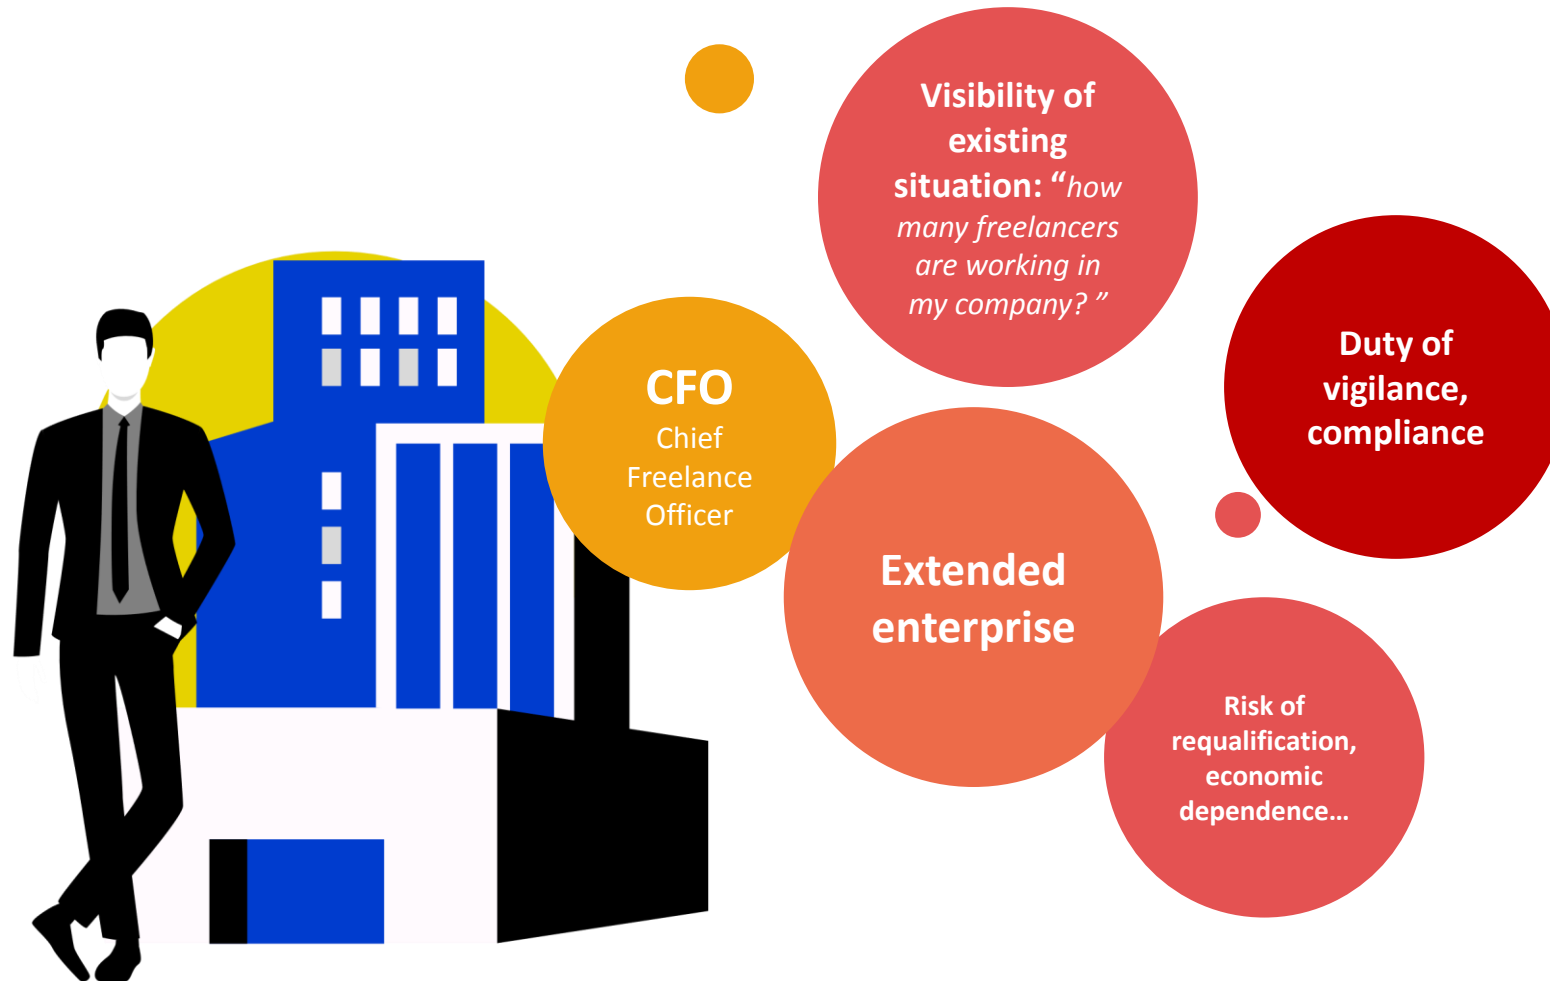 Visibility of
existing
situation: “how
many freelancers
are working in
my company? ”
CFO
Chief
Freelance
Officer
Duty of
vigilance,
compliance
Extended
enterprise
Risk of
requalification,
economic
dependence…